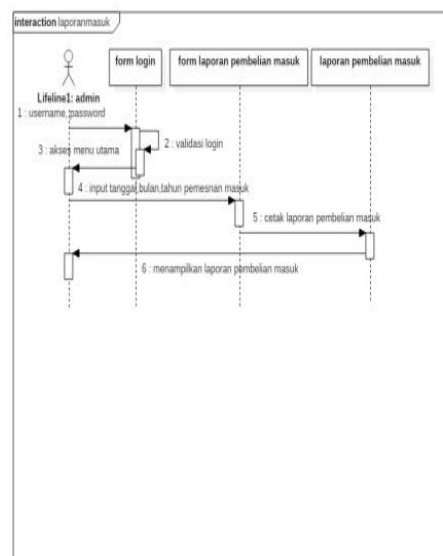 interaction laporanmasuk
form login
form laporan pembelian masuk
laporan pembelian masuk
Lifeline1: admin
1 : username, password
2 : validasi login
3 : akses menu utama
4 : input tanggal,bulan,tahun pemesnan masuk
5 : cetak laporan pembelian masuk
6 : menampilkan laporan pembelian masuk